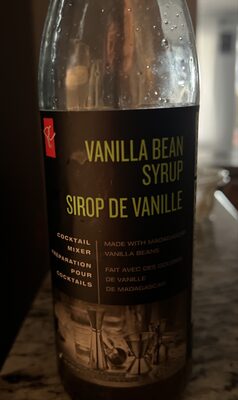 VANILLA BEAN
SYRUP
SIROP DE VANILLE
COCKTAIL
MIXER
PRÉPARATION
POUR
COCKTAILS
MADE WITH MADAGASCAR
VANILLA BEANS
FAIT AVEC DES GOUSSES
DE VANILLE
DE MADAGASCAR